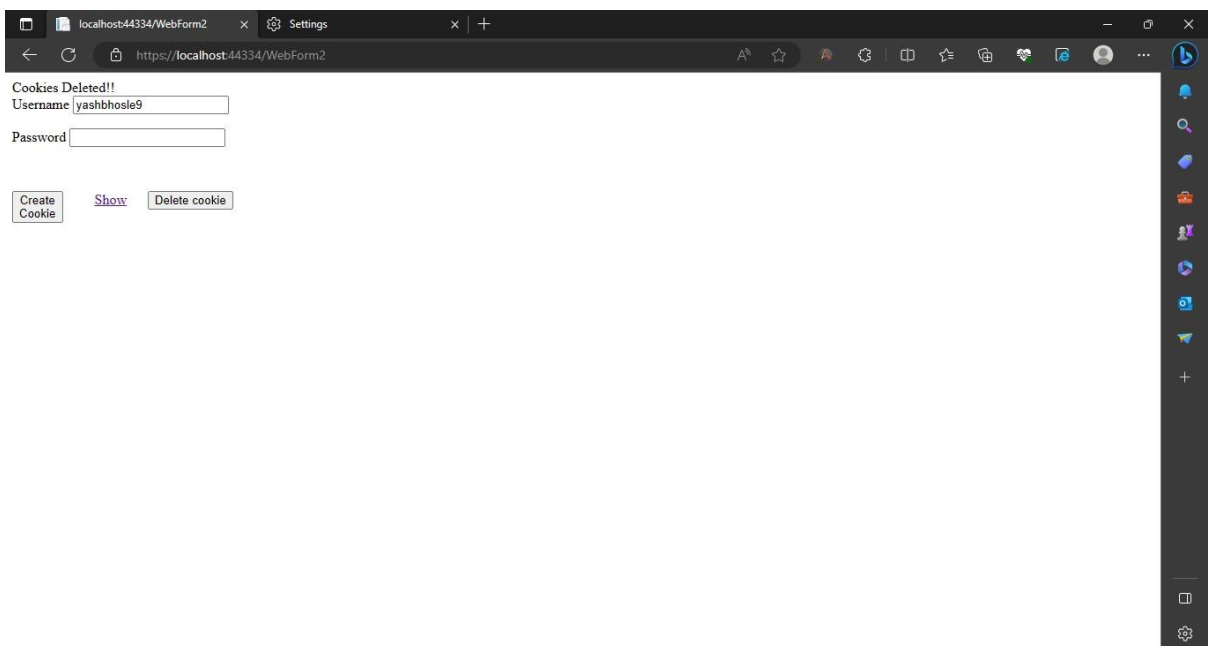 localhost:44334/WebForm2
Settings
https://localhost:44334/WebForm2
Cookies Deleted!!
Username yashbhosle9
Password
Create Cookie
Show
Delete cookie